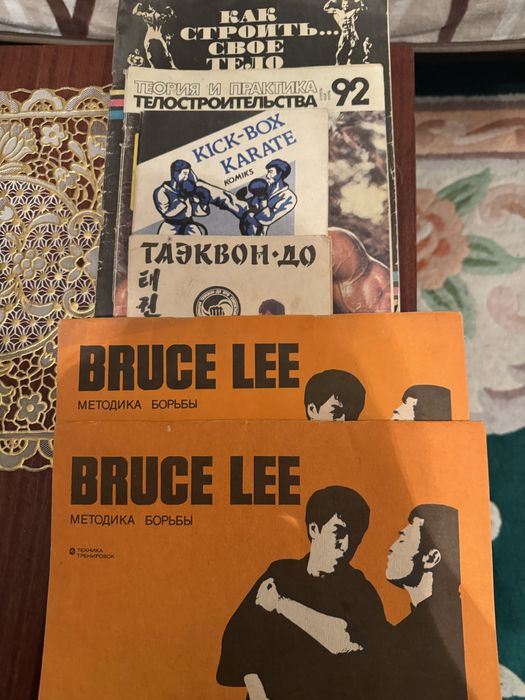 КАК
СТРОИТЬ...
СВОЕ
ТЕЛО
ТЕОРИЯ И ПРАКТИКА
ТЕЛОСТРОИТЕЛЬСТВА
92
KICK-BOX
KARATE
KOMIKS
ТАЭКВОН·ДО
태
BRUCE LEE
МЕТОДИКА БОРЬБЫ
BRUCE LEE
МЕТОДИКА БОРЬБЫ
ТЕХНИКА
ТРЕНИРОВОК